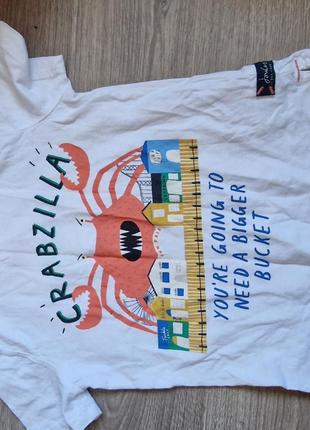 CRABZILLA
YOU'RE GOING TO
NEED A BIGGER
BUCKET